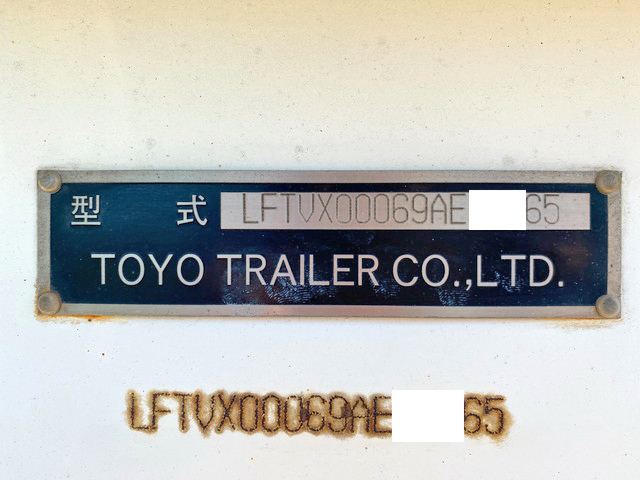 型 式 LFTVX00069AE 65
TOYO TRAILER CO.,LTD.
LFTVX00069AE 65